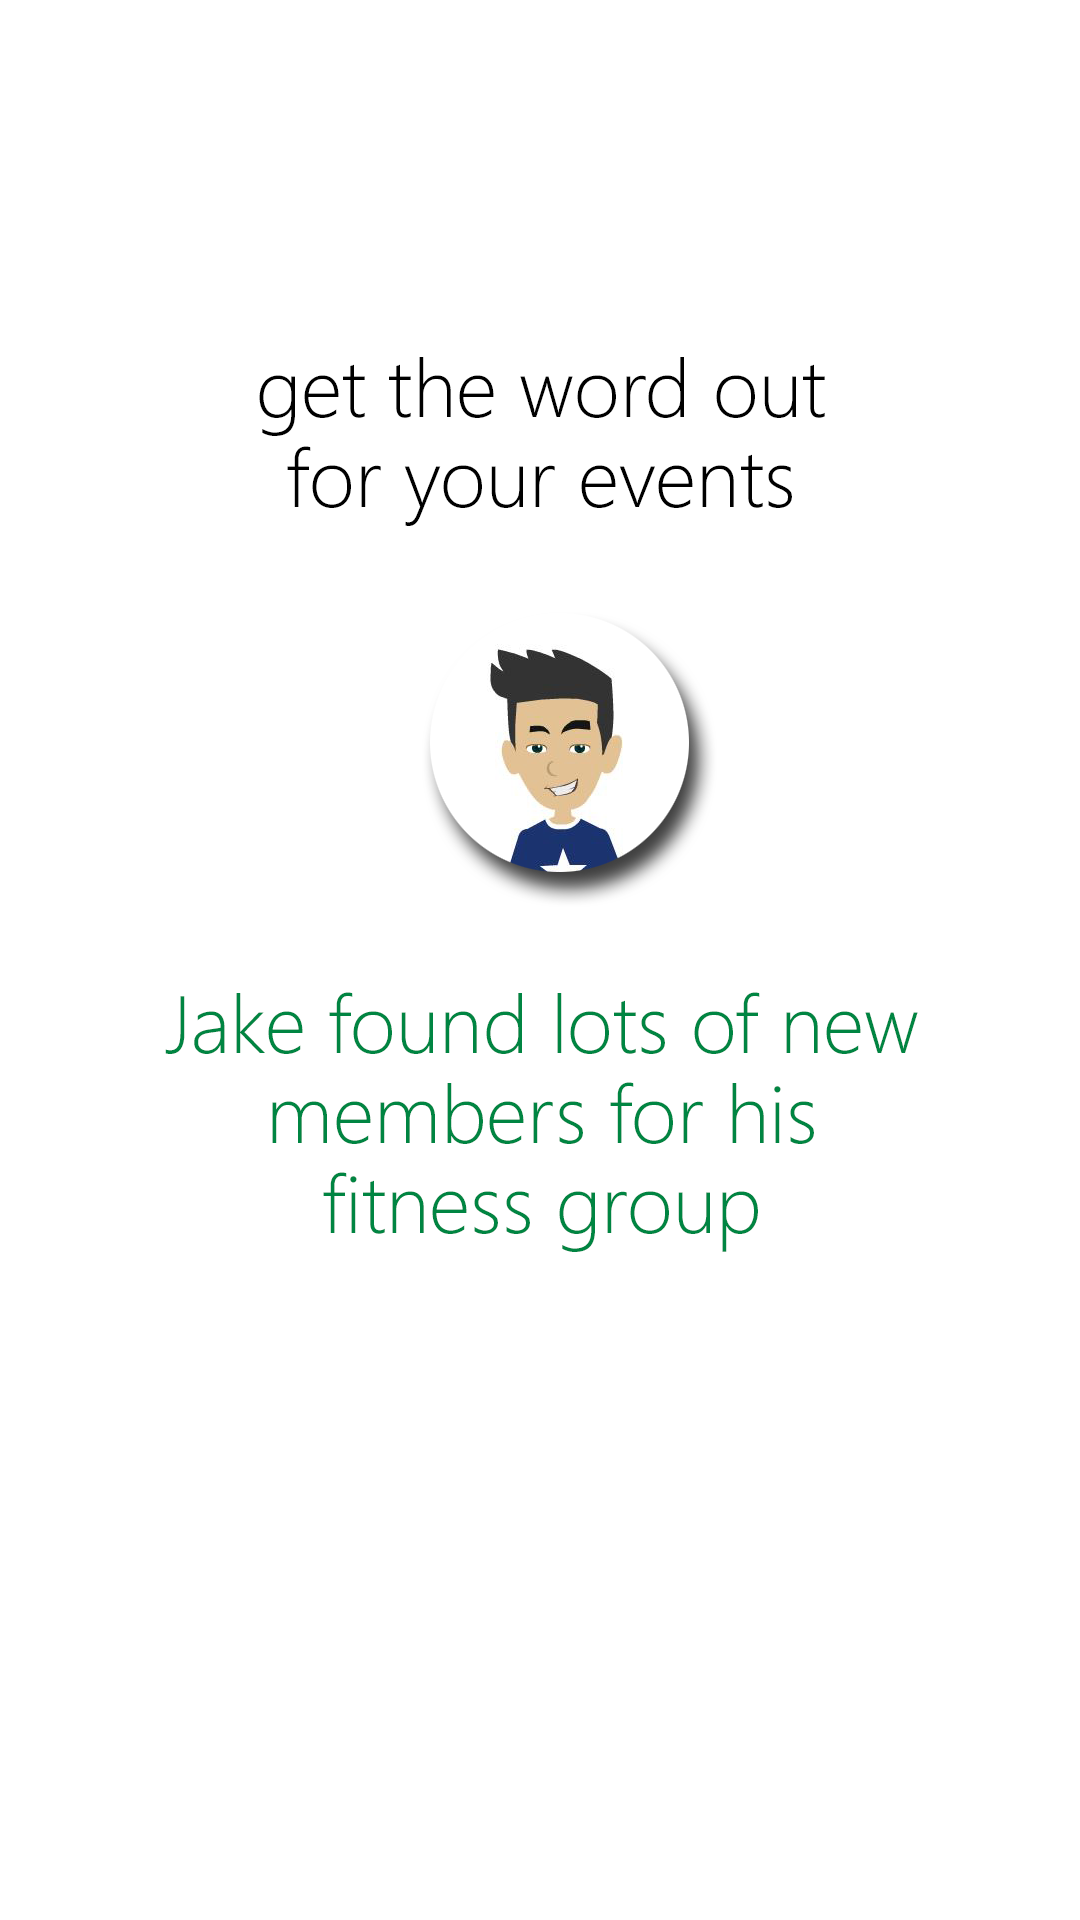 get the word out
for your events
Jake found lots of new
members for his
fitness group